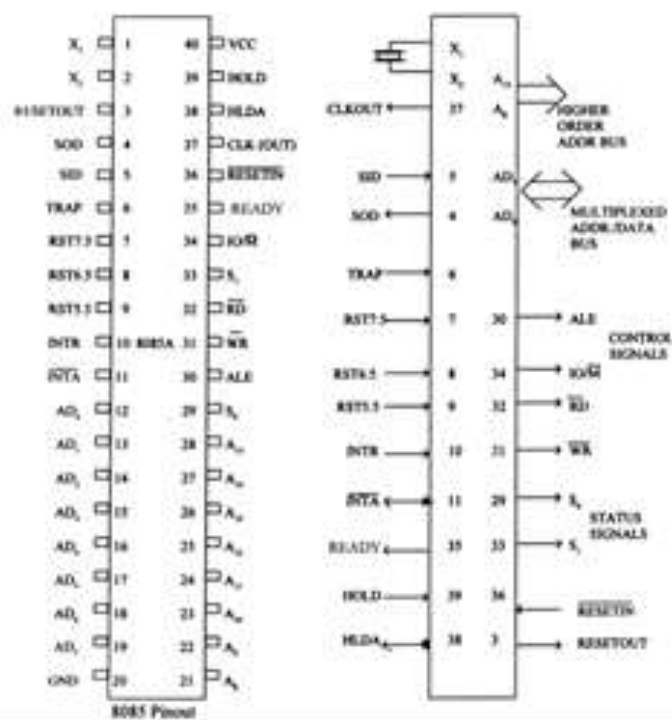 X₁ 1 40 VCC
X₂ 2 39 HOLD
3 38 HLDA
SOD 4 37 CLK (OUT)
SID 5 36 RESETIN
TRAP 6 35 READY
RST7.5 7 34 IO/M
RST6.5 8 33 S₁
RST5.5 9 32 RD
INTR 10 8085A 31 WR
INTA 11 30 ALE
AD₀ 12 29 S₀
AD₁ 13 28 A₁₅
AD₂ 14 27 A₁₄
AD₃ 15 26 A₁₃
AD₄ 16 25 A₁₂
AD₅ 17 24 A₁₁
AD₆ 18 23 A₁₀
AD₇ 19 22 A₉
GND 20 21 A₈
8085 Pinout
X₁
X₂ A₁₅
CLKOUT 37 A₈ HIGHER
ORDER
ADDR BUS
SID 5 AD
SOD 4 AD MULTIPLEXED
ADDR./DATA
BUS
TRAP 6
RST7.5 7 30 ALE
CONTROL
SIGNALS
RST6.5 8 34 IO/M
RST5.5 9 32 RD
INTR 10 31 WR
INTA 11 29 S₀
STATUS
SIGNALS
READY 35 33 S₁
HOLD 39 36 RESETIN
HLDA 38 3 RESETOUT